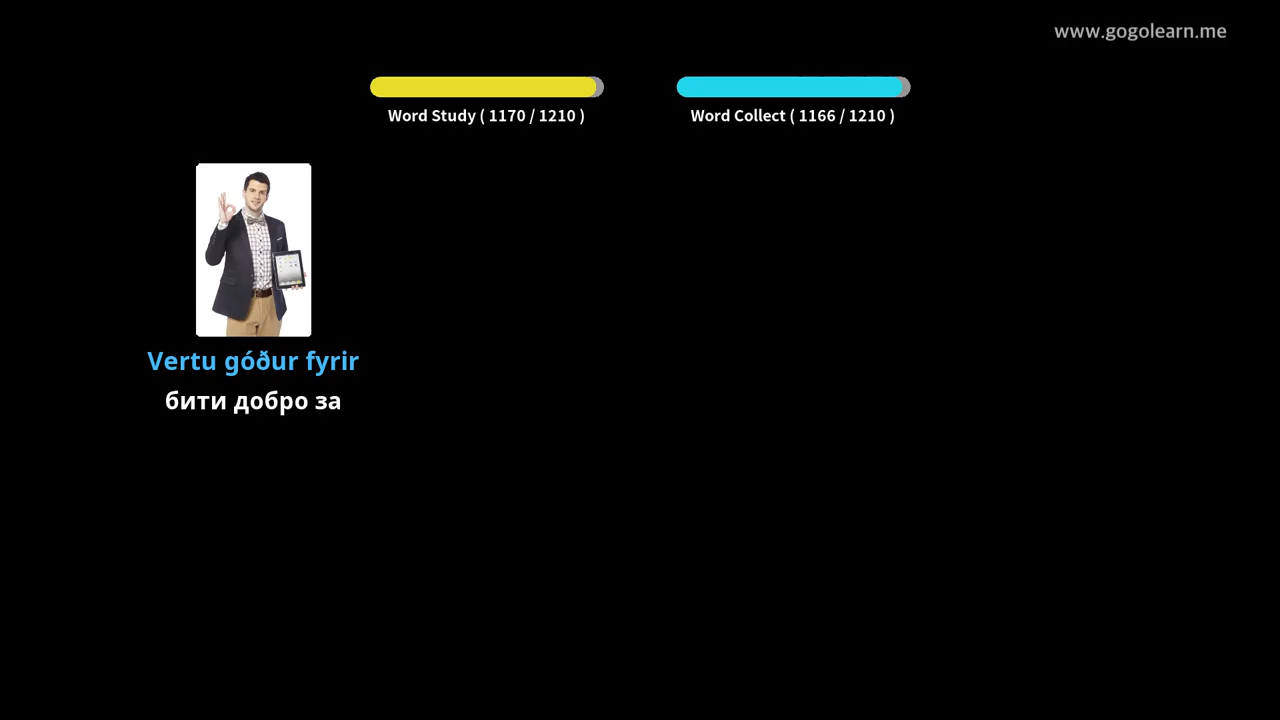 www.gogolearn.me
Word Study ( 1170 / 1210 )
Word Collect ( 1166 / 1210 )
Vertu góður fyrir
бити добро за